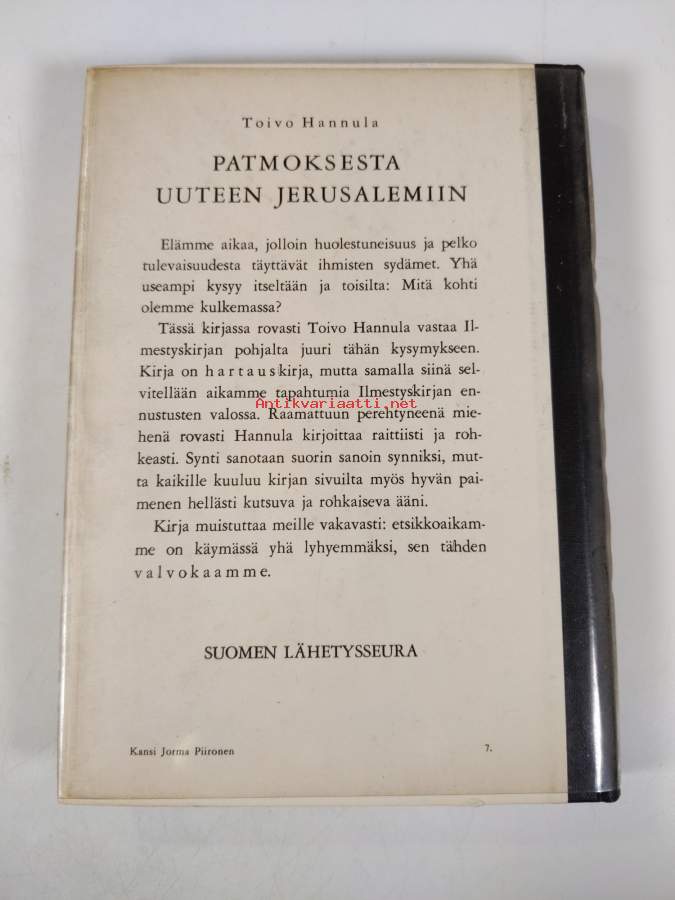 Toivo Hannula
PATMOKSESTA
UUTEEN JERUSALEMIIN
Elämme aikaa, jolloin huolestuneisuus ja pelko
tulevaisuudesta täyttävät ihmisten sydämet. Yhä
useampi kysyy itseltään ja toisilta: Mitä kohti
olemme kulkemassa?
Tässä kirjassa rovasti Toivo Hannula vastaa Il-
mestyskirjan pohjalta juuri tähän kysymykseen.
Kirja on hartauskirja, mutta samalla siinä sel-
vitellään aikamme tapahtumia Ilmestyskirjan en-
Antikvariaatti.net
nustusten valossa. Raamattuun perehtyneenä mie-
henä rovasti Hannula kirjoittaa raittiisti ja roh-
keasti. Synti sanotaan suorin sanoin synniksi, mut-
ta kaikille kuuluu kirjan sivuilta myös hyvän pai-
menen hellästi kutsuva ja rohkaiseva ääni.
Kirja muistuttaa meille vakavasti: etsikkoaikam-
me on käymässä yhä lyhyemmäksi, sen tähden
valvokaamme.
SUOMEN LÄHETYSSEURA
Kansi Jorma Piironen 7.